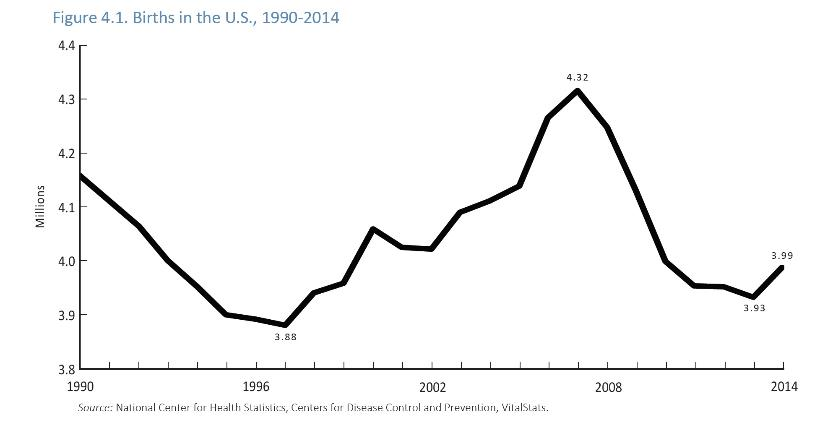 Figure 4.1. Births in the U.S., 1990-2014
4.4
4.32
4.3
4.2
Millions
4.1
4.0
3.99
3.9
3.93
3.88
3.8
1990 1996 2002 2008 2014
Source: National Center for Health Statistics, Centers for Disease Control and Prevention, VitalStats.